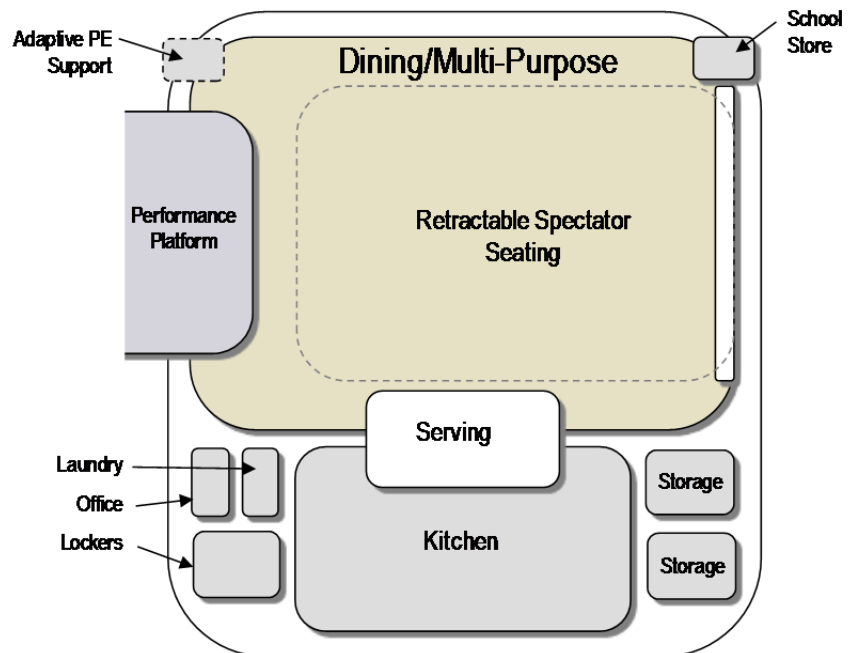 Adaptive PE
Support
School
Store
Dining/Multi-Purpose
Performance
Platform
Retractable Spectator
Seating
Serving
Laundry
Office
Lockers
Kitchen
Storage
Storage